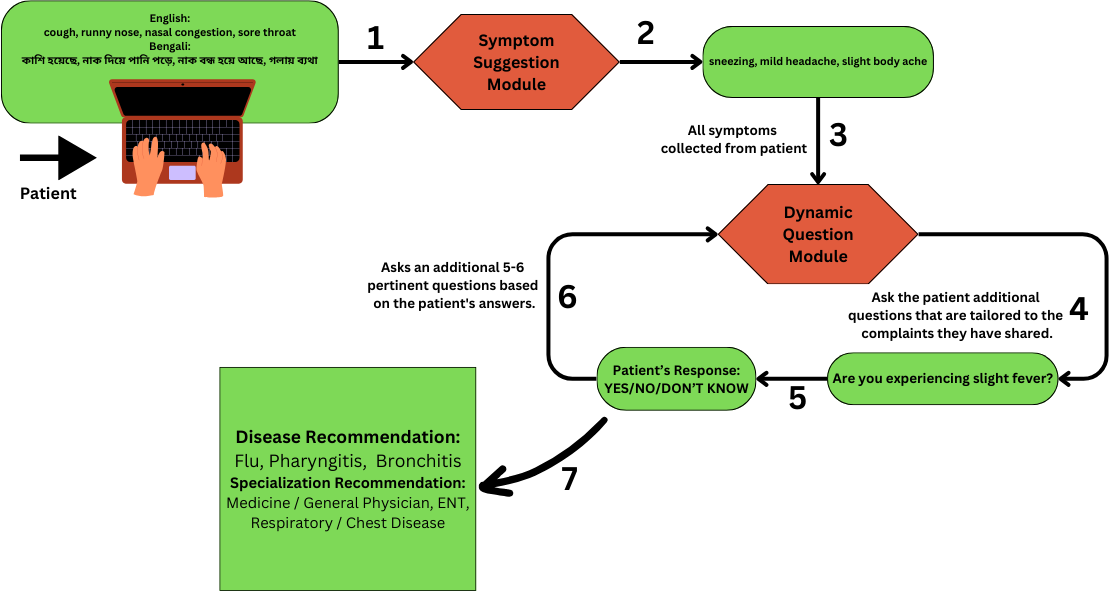 English:
cough, runny nose, nasal congestion, sore throat
Bengali:
কাশি হয়েছে, নাক দিয়ে পানি পড়ে, নাক বন্ধ হয়ে আছে, গলায় ব্যথা
Patient
1
Symptom
Suggestion
Module
2
sneezing, mild headache, slight body ache
All symptoms
collected from patient
3
Dynamic
Question
Module
Ask the patient additional
questions that are tailored to the
complaints they have shared.
4
Are you experiencing slight fever?
5
Patient’s Response:
YES/NO/DON’T KNOW
Asks an additional 5-6
pertinent questions based
on the patient's answers.
6
7
Disease Recommendation:
Flu, Pharyngitis, Bronchitis
Specialization Recommendation:
Medicine / General Physician, ENT,
Respiratory / Chest Disease